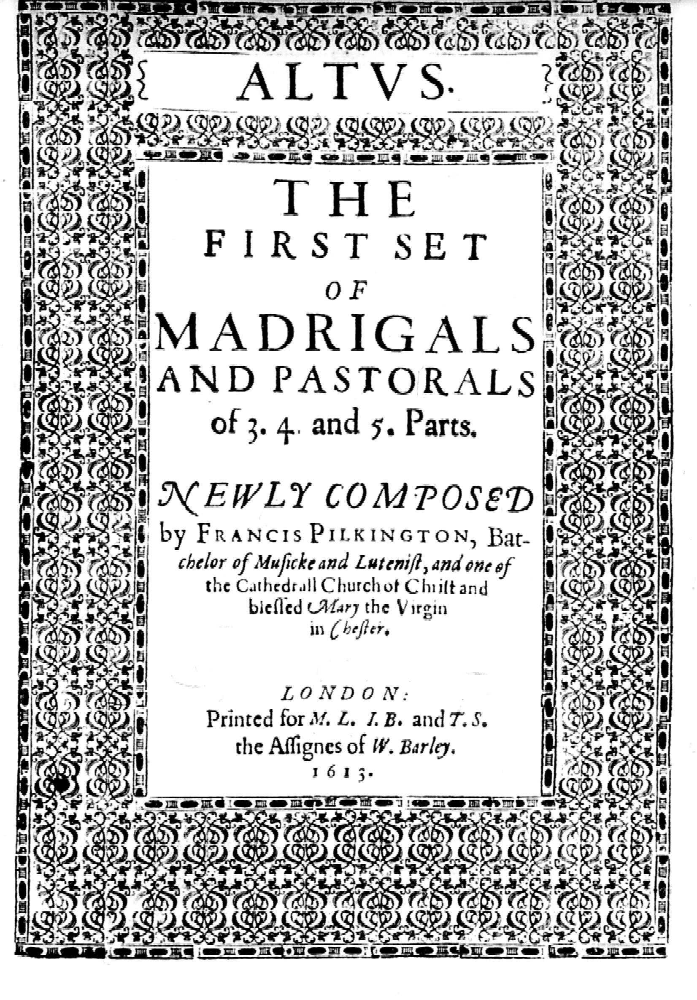 ALTVS.
THE
FIRST SET
OF
MADRIGALS
AND PASTORALS
of 3. 4. and 5. Parts.
NEWLY COMPOSED
by FRANCIS PILKINGTON, Bat-
chelor of Muſicke and Luteniſt, and one of
the Cathedrall Church of Chriſt and
bleſſed Mary the Virgin
in Cheſter.
LONDON:
Printed for M. L. I. B. and T. S.
the Aſſignes of W. Barley.
1613.